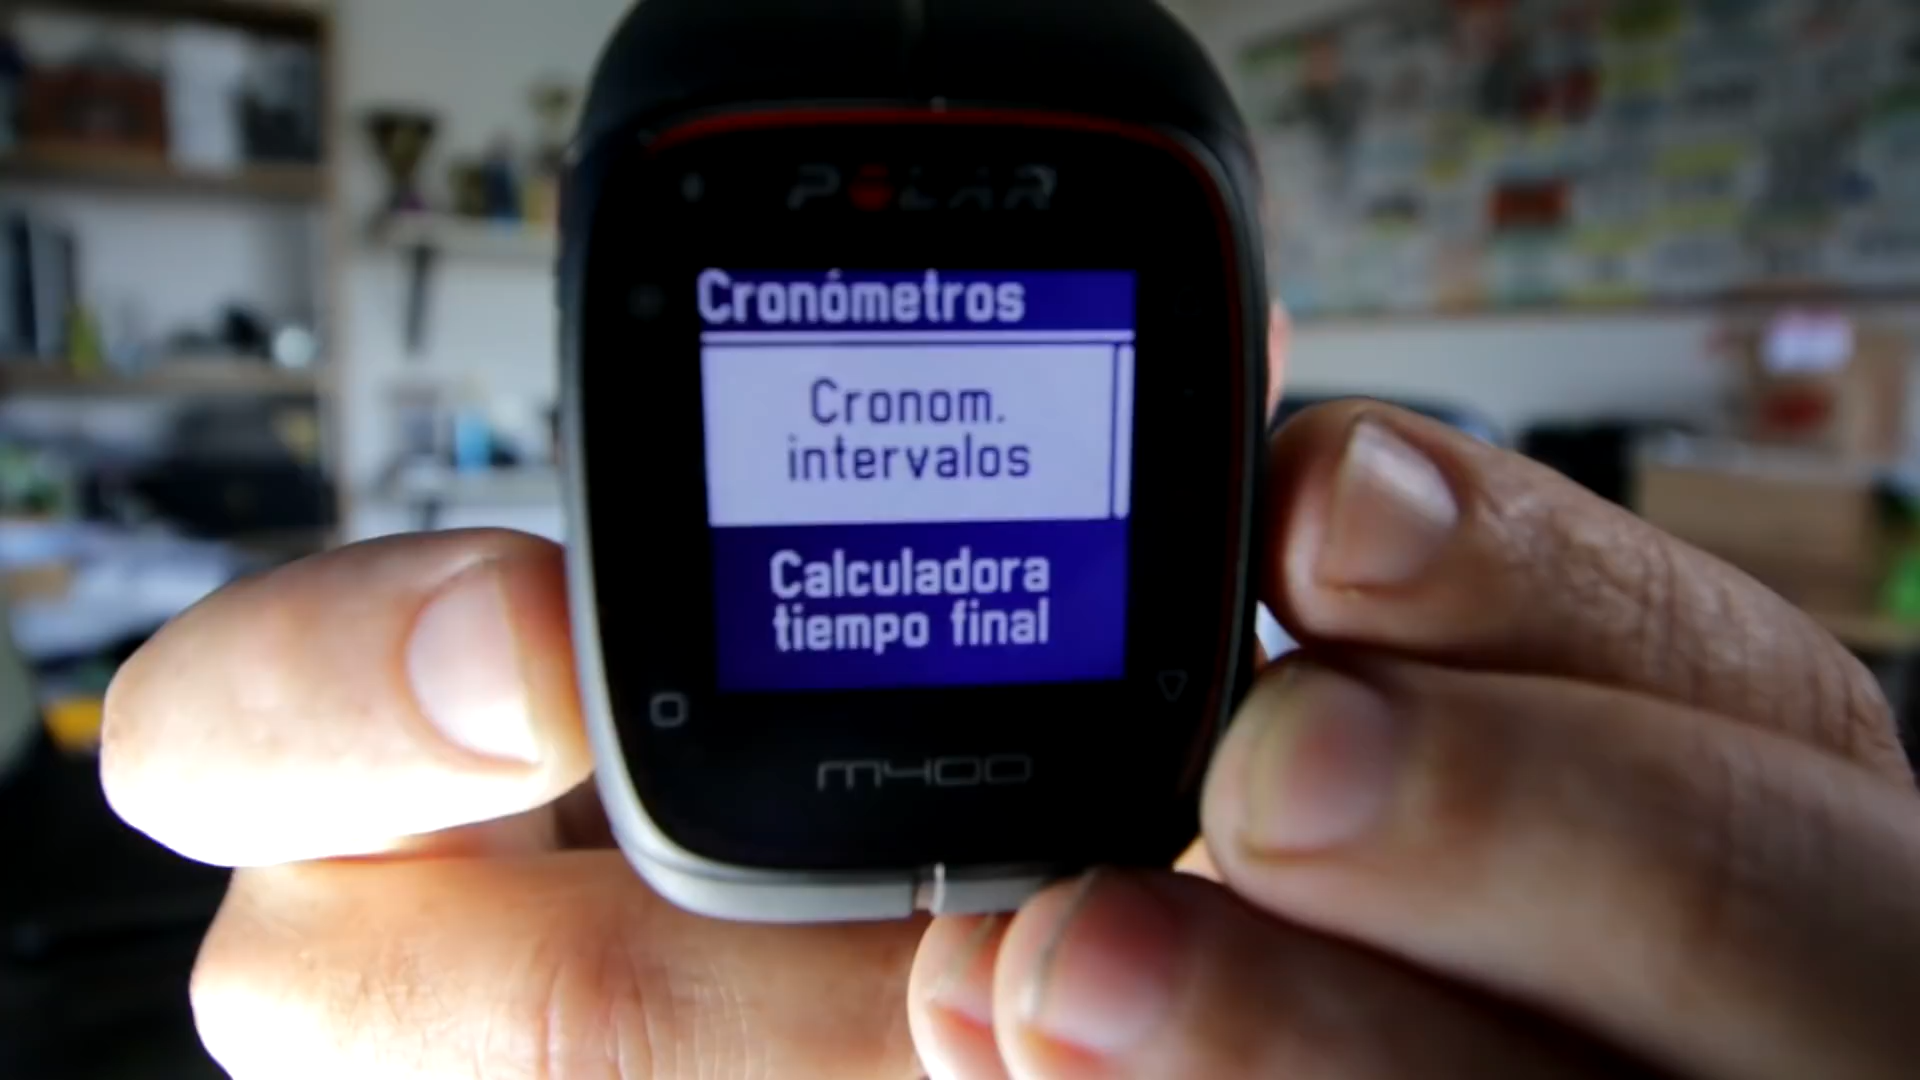 POLAR
Cronómetros
Cronom.
intervalos
Calculadora
tiempo final
M400